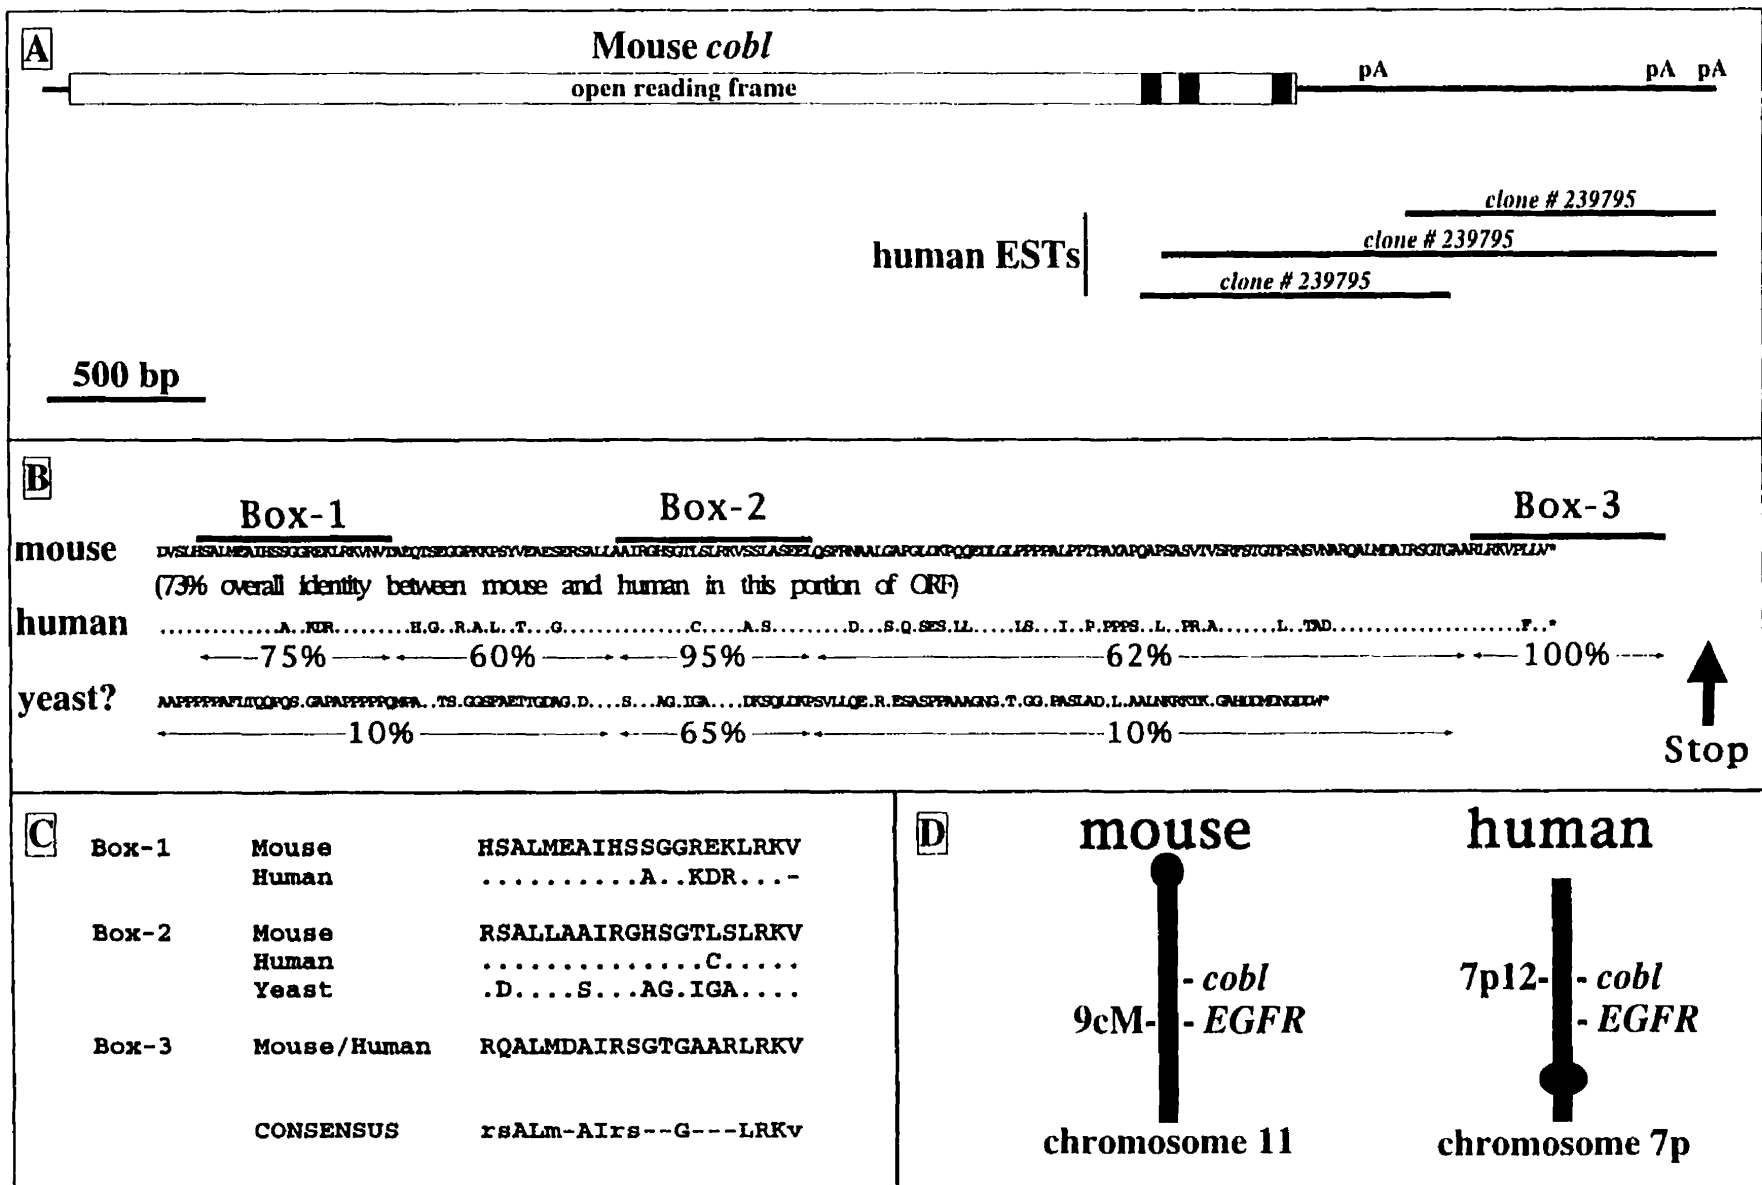 A
Mouse cobl
open reading frame
pA pA pA
clone # 239795
clone # 239795
human ESTs
clone # 239795
500 bp
B
Box-1 Box-2 Box-3
mouse
(73% overall identity between mouse and human in this portion of ORF)
human
75% 60% 95% 62% 100%
yeast?
10% 65% 10%
Stop
C
Box-1 Mouse HSALMEAIHSSGGREKLRKV
Human ..........A..KDR...-
Box-2 Mouse RSALLAAIRGHSGTLSLRKV
Human ..............C.....
Yeast .D....S...AG.IGA....
Box-3 Mouse/Human RQALMDAIRSGTGAARLRKV
CONSENSUS rsALm-AIrs--G---LRKv
D
mouse human
- cobl 7p12- - cobl
9cM- - EGFR - EGFR
chromosome 11 chromosome 7p